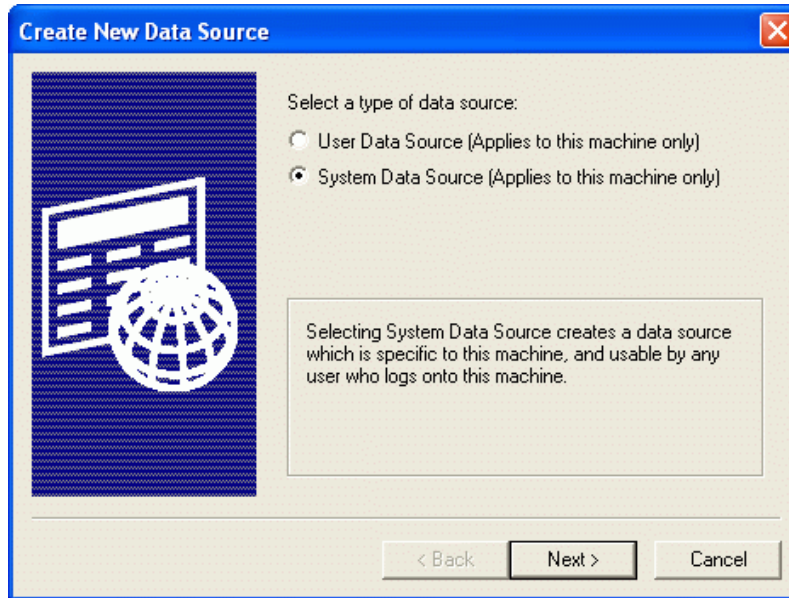 Create New Data Source
Select a type of data source:
User Data Source (Applies to this machine only)
System Data Source (Applies to this machine only)
Selecting System Data Source creates a data source
which is specific to this machine, and usable by any
user who logs onto this machine.
< Back
Next >
Cancel